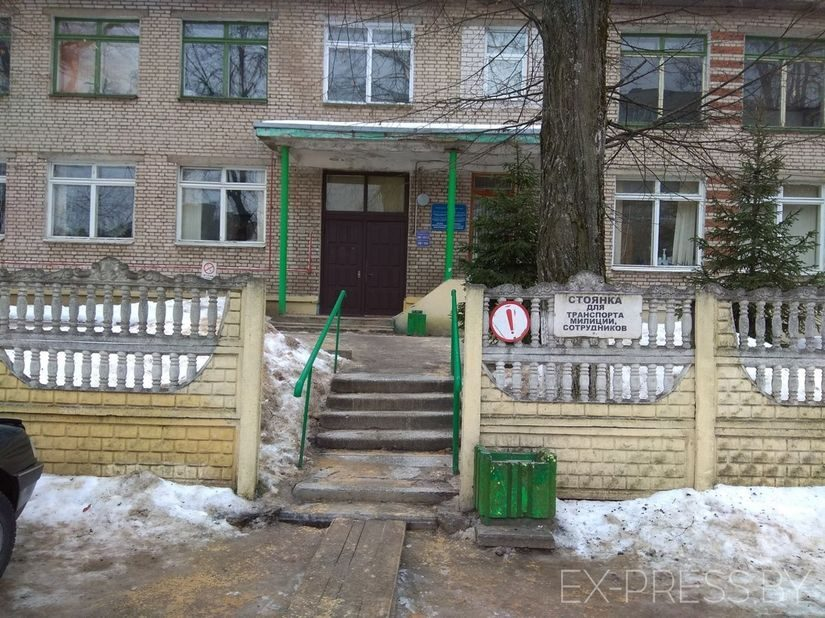 СТОЯНКА
ДЛЯ
ТРАНСПОРТА
МИЛИЦИИ,
СОТРУДНИКОВ
EX-PRESS.BY